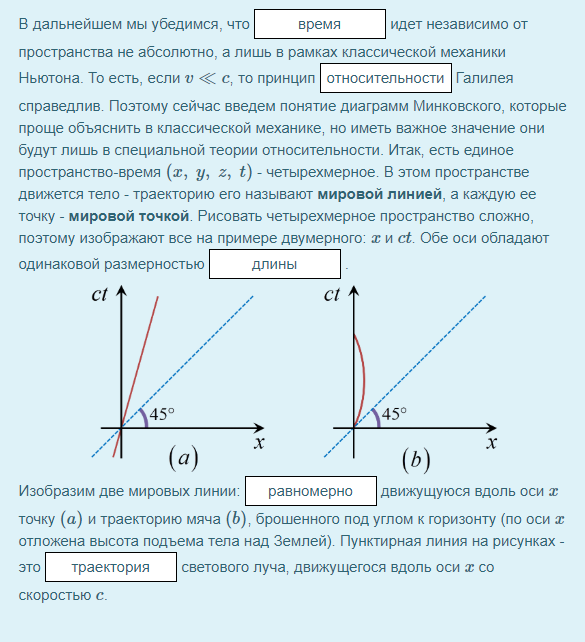 В дальнейшем мы убедимся, что время идет независимо от
пространства не абсолютно, а лишь в рамках классической механики
Ньютона. То есть, если v ≪ c, то принцип относительности Галилея
справедлив. Поэтому сейчас введем понятие диаграмм Минковского, которые
проще объяснить в классической механике, но иметь важное значение они
будут лишь в специальной теории относительности. Итак, есть единое
пространство-время (x, y, z, t) - четырехмерное. В этом пространстве
движется тело - траекторию его называют мировой линией, а каждую ее
точку - мировой точкой. Рисовать четырехмерное пространство сложно,
поэтому изображают все на примере двумерного: x и ct. Обе оси обладают
одинаковой размерностью длины .
ct ct
45° 45°
x x
(a) (b)
Изобразим две мировых линии: равномерно движущуюся вдоль оси x
точку (a) и траекторию мяча (b), брошенного под углом к горизонту (по оси x
отложена высота подъема тела над Землей). Пунктирная линия на рисунках -
это траектория светового луча, движущегося вдоль оси x со
скоростью c.